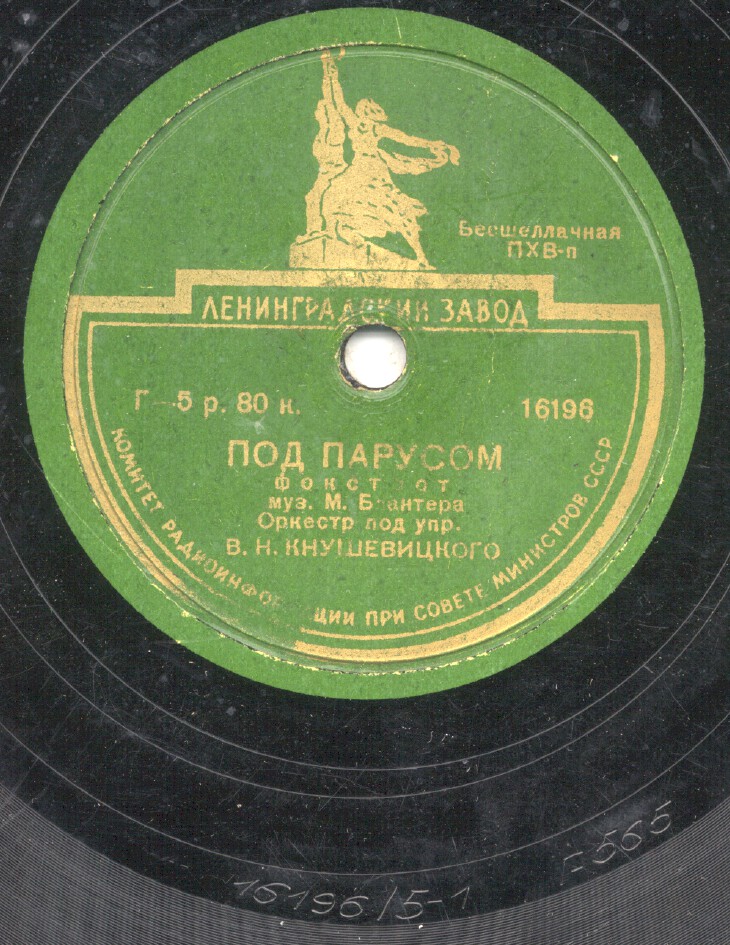 Бесшеллачная
ПХВ-п
ЛЕНИНГРАДСКИЙ ЗАВОД
Г—5 р. 80 к.
16196
ПОД ПАРУСОМ
фокстрот
муз. М. Блантера
Оркестр под упр.
В. Н. КНУШЕВИЦКОГО
КОМИТЕТ РАДИОИНФОРМАЦИИ ПРИ СОВЕТЕ МИНИСТРОВ СССР
16196/5-1